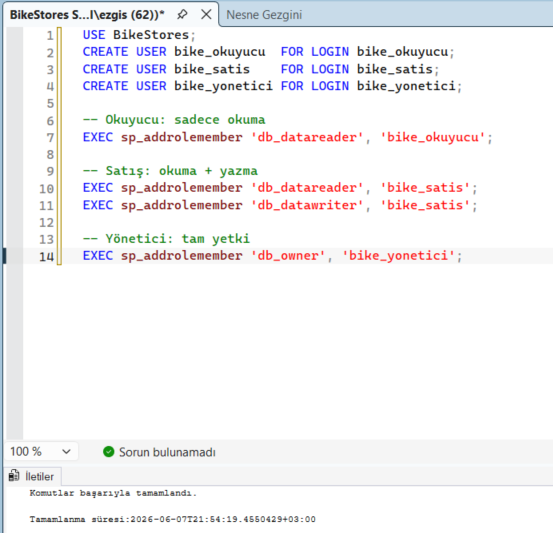 BikeStores S...I\ezgis (62))*
Nesne Gezgini
1 USE BikeStores;
2 CREATE USER bike_okuyucu  FOR LOGIN bike_okuyucu;
3 CREATE USER bike_satis    FOR LOGIN bike_satis;
4 CREATE USER bike_yonetici FOR LOGIN bike_yonetici;
5
6 -- Okuyucu: sadece okuma
7 EXEC sp_addrolemember 'db_datareader', 'bike_okuyucu';
8
9 -- Satış: okuma + yazma
10 EXEC sp_addrolemember 'db_datareader', 'bike_satis';
11 EXEC sp_addrolemember 'db_datawriter', 'bike_satis';
12
13 -- Yönetici: tam yetki
14 EXEC sp_addrolemember 'db_owner', 'bike_yonetici';
100 %
Sorun bulunamadı
İletiler
Komutlar başarıyla tamamlandı.
Tamamlanma süresi:2026-06-07T21:54:19.4550429+03:00